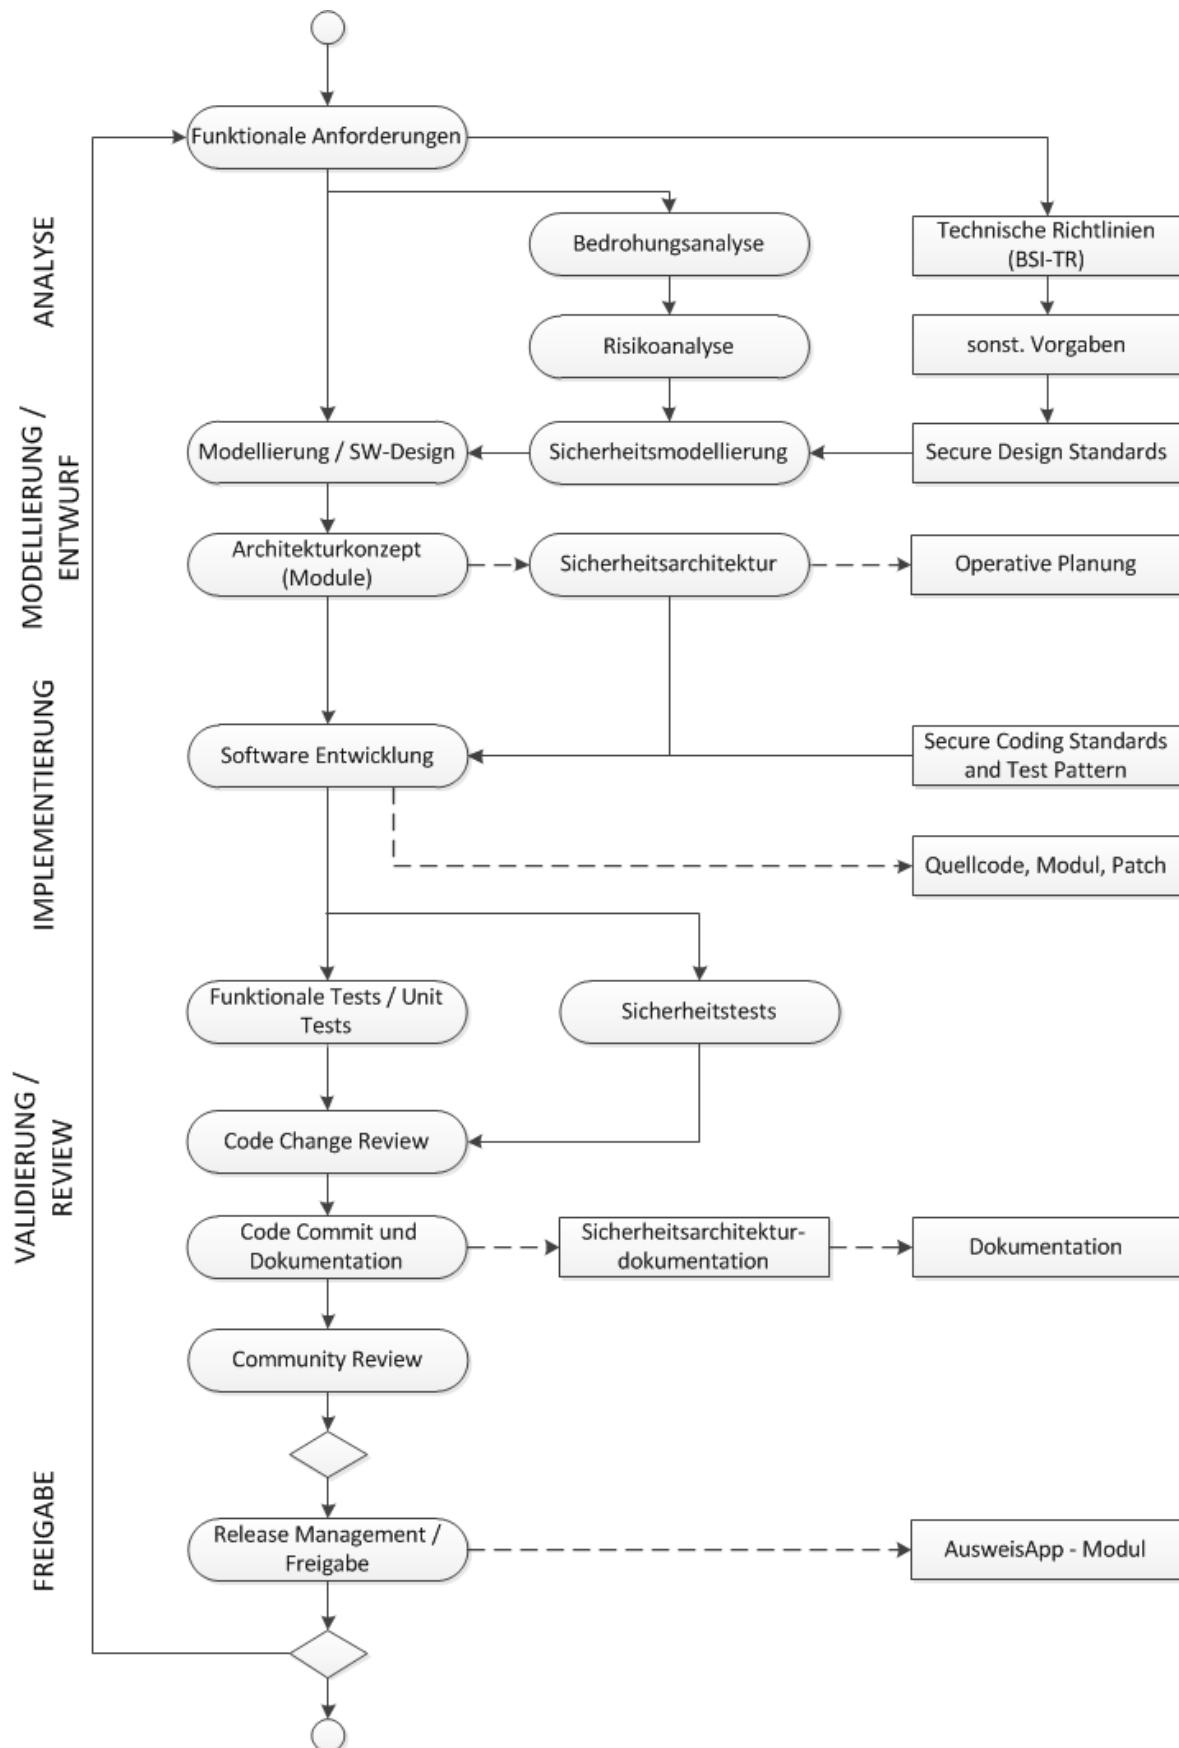 Funktionale Anforderungen
ANALYSE
Bedrohungsanalyse
Technische Richtlinien
(BSI-TR)
Risikoanalyse
sonst. Vorgaben
MODELLIERUNG /
ENTWURF
Modellierung / SW-Design
Sicherheitsmodellierung
Secure Design Standards
Architekturkonzept
(Module)
Sicherheitsarchitektur
Operative Planung
IMPLEMENTIERUNG
Software Entwicklung
Secure Coding Standards
and Test Pattern
Quellcode, Modul, Patch
Funktionale Tests / Unit
Tests
Sicherheitstests
VALIDIERUNG /
REVIEW
Code Change Review
Code Commit und
Dokumentation
Sicherheitsarchitektur-
dokumentation
Dokumentation
Community Review
FREIGABE
Release Management /
Freigabe
AusweisApp - Modul